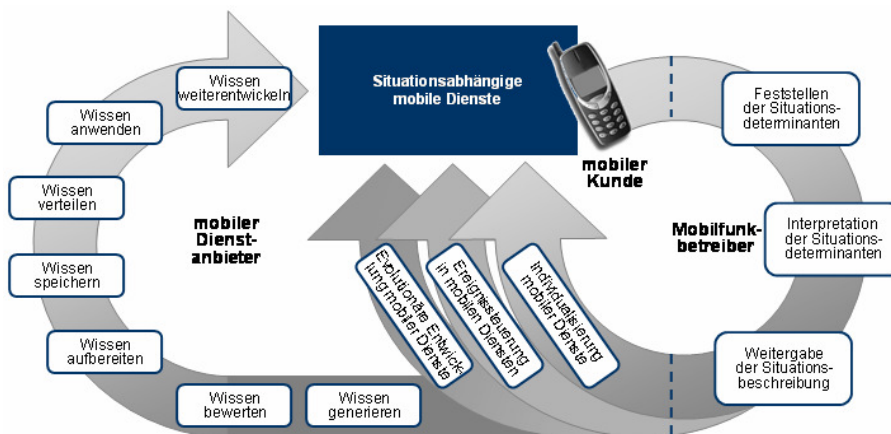 Situationsabhängige
mobile Dienste
Wissen
weiterentwickeln
Wissen
anwenden
Wissen
verteilen
Wissen
speichern
Wissen
aufbereiten
Wissen
bewerten
Wissen
generieren
mobiler
Dienst-
anbieter
Evolutionäre Entwick-
lung mobiler Dienste
Ereignissteuerung
in mobilen Diensten
Individualisierung
mobiler Dienste
mobiler
Kunde
Mobilfunk-
betreiber
Feststellen
der Situations-
determinanten
Interpretation
der Situations-
determinanten
Weitergabe
der Situations-
beschreibung